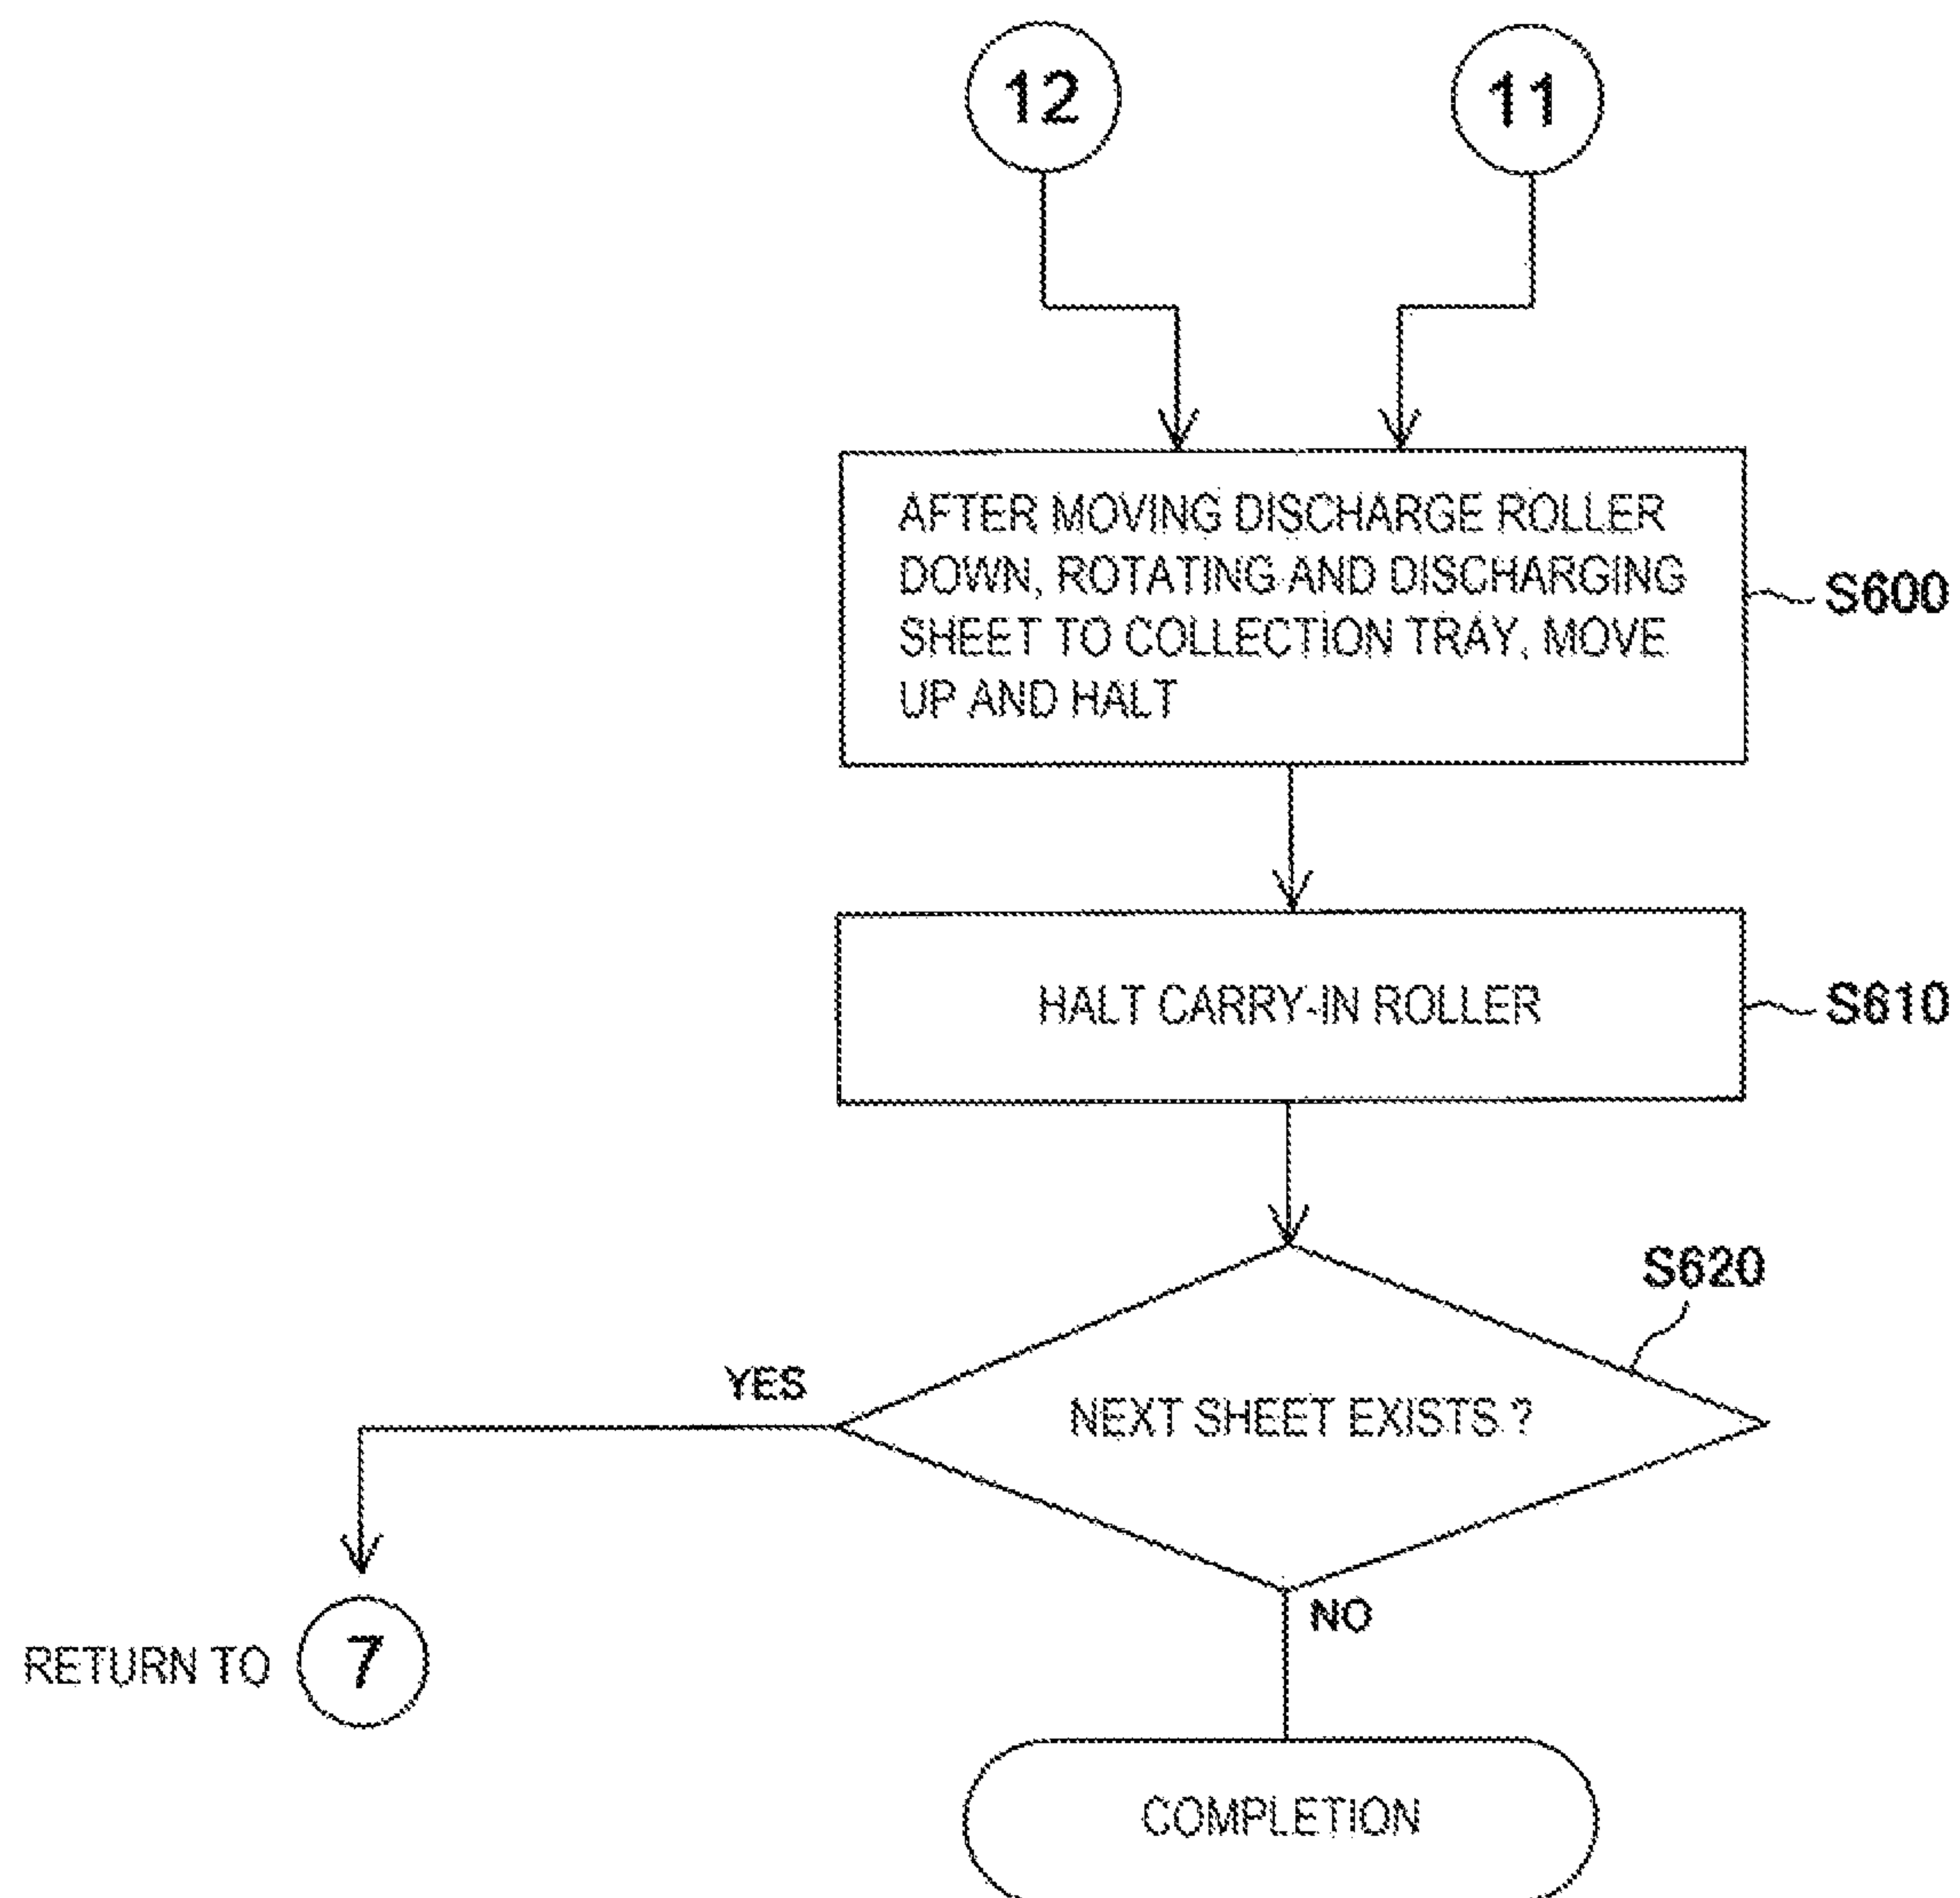 12
11
AFTER MOVING DISCHARGE ROLLER
DOWN, ROTATING AND DISCHARGING
SHEET TO COLLECTION TRAY, MOVE
UP AND HALT
S600
HALT CARRY-IN ROLLER
S610
S620
YES
NEXT SHEET EXISTS ?
NO
RETURN TO 7
COMPLETION